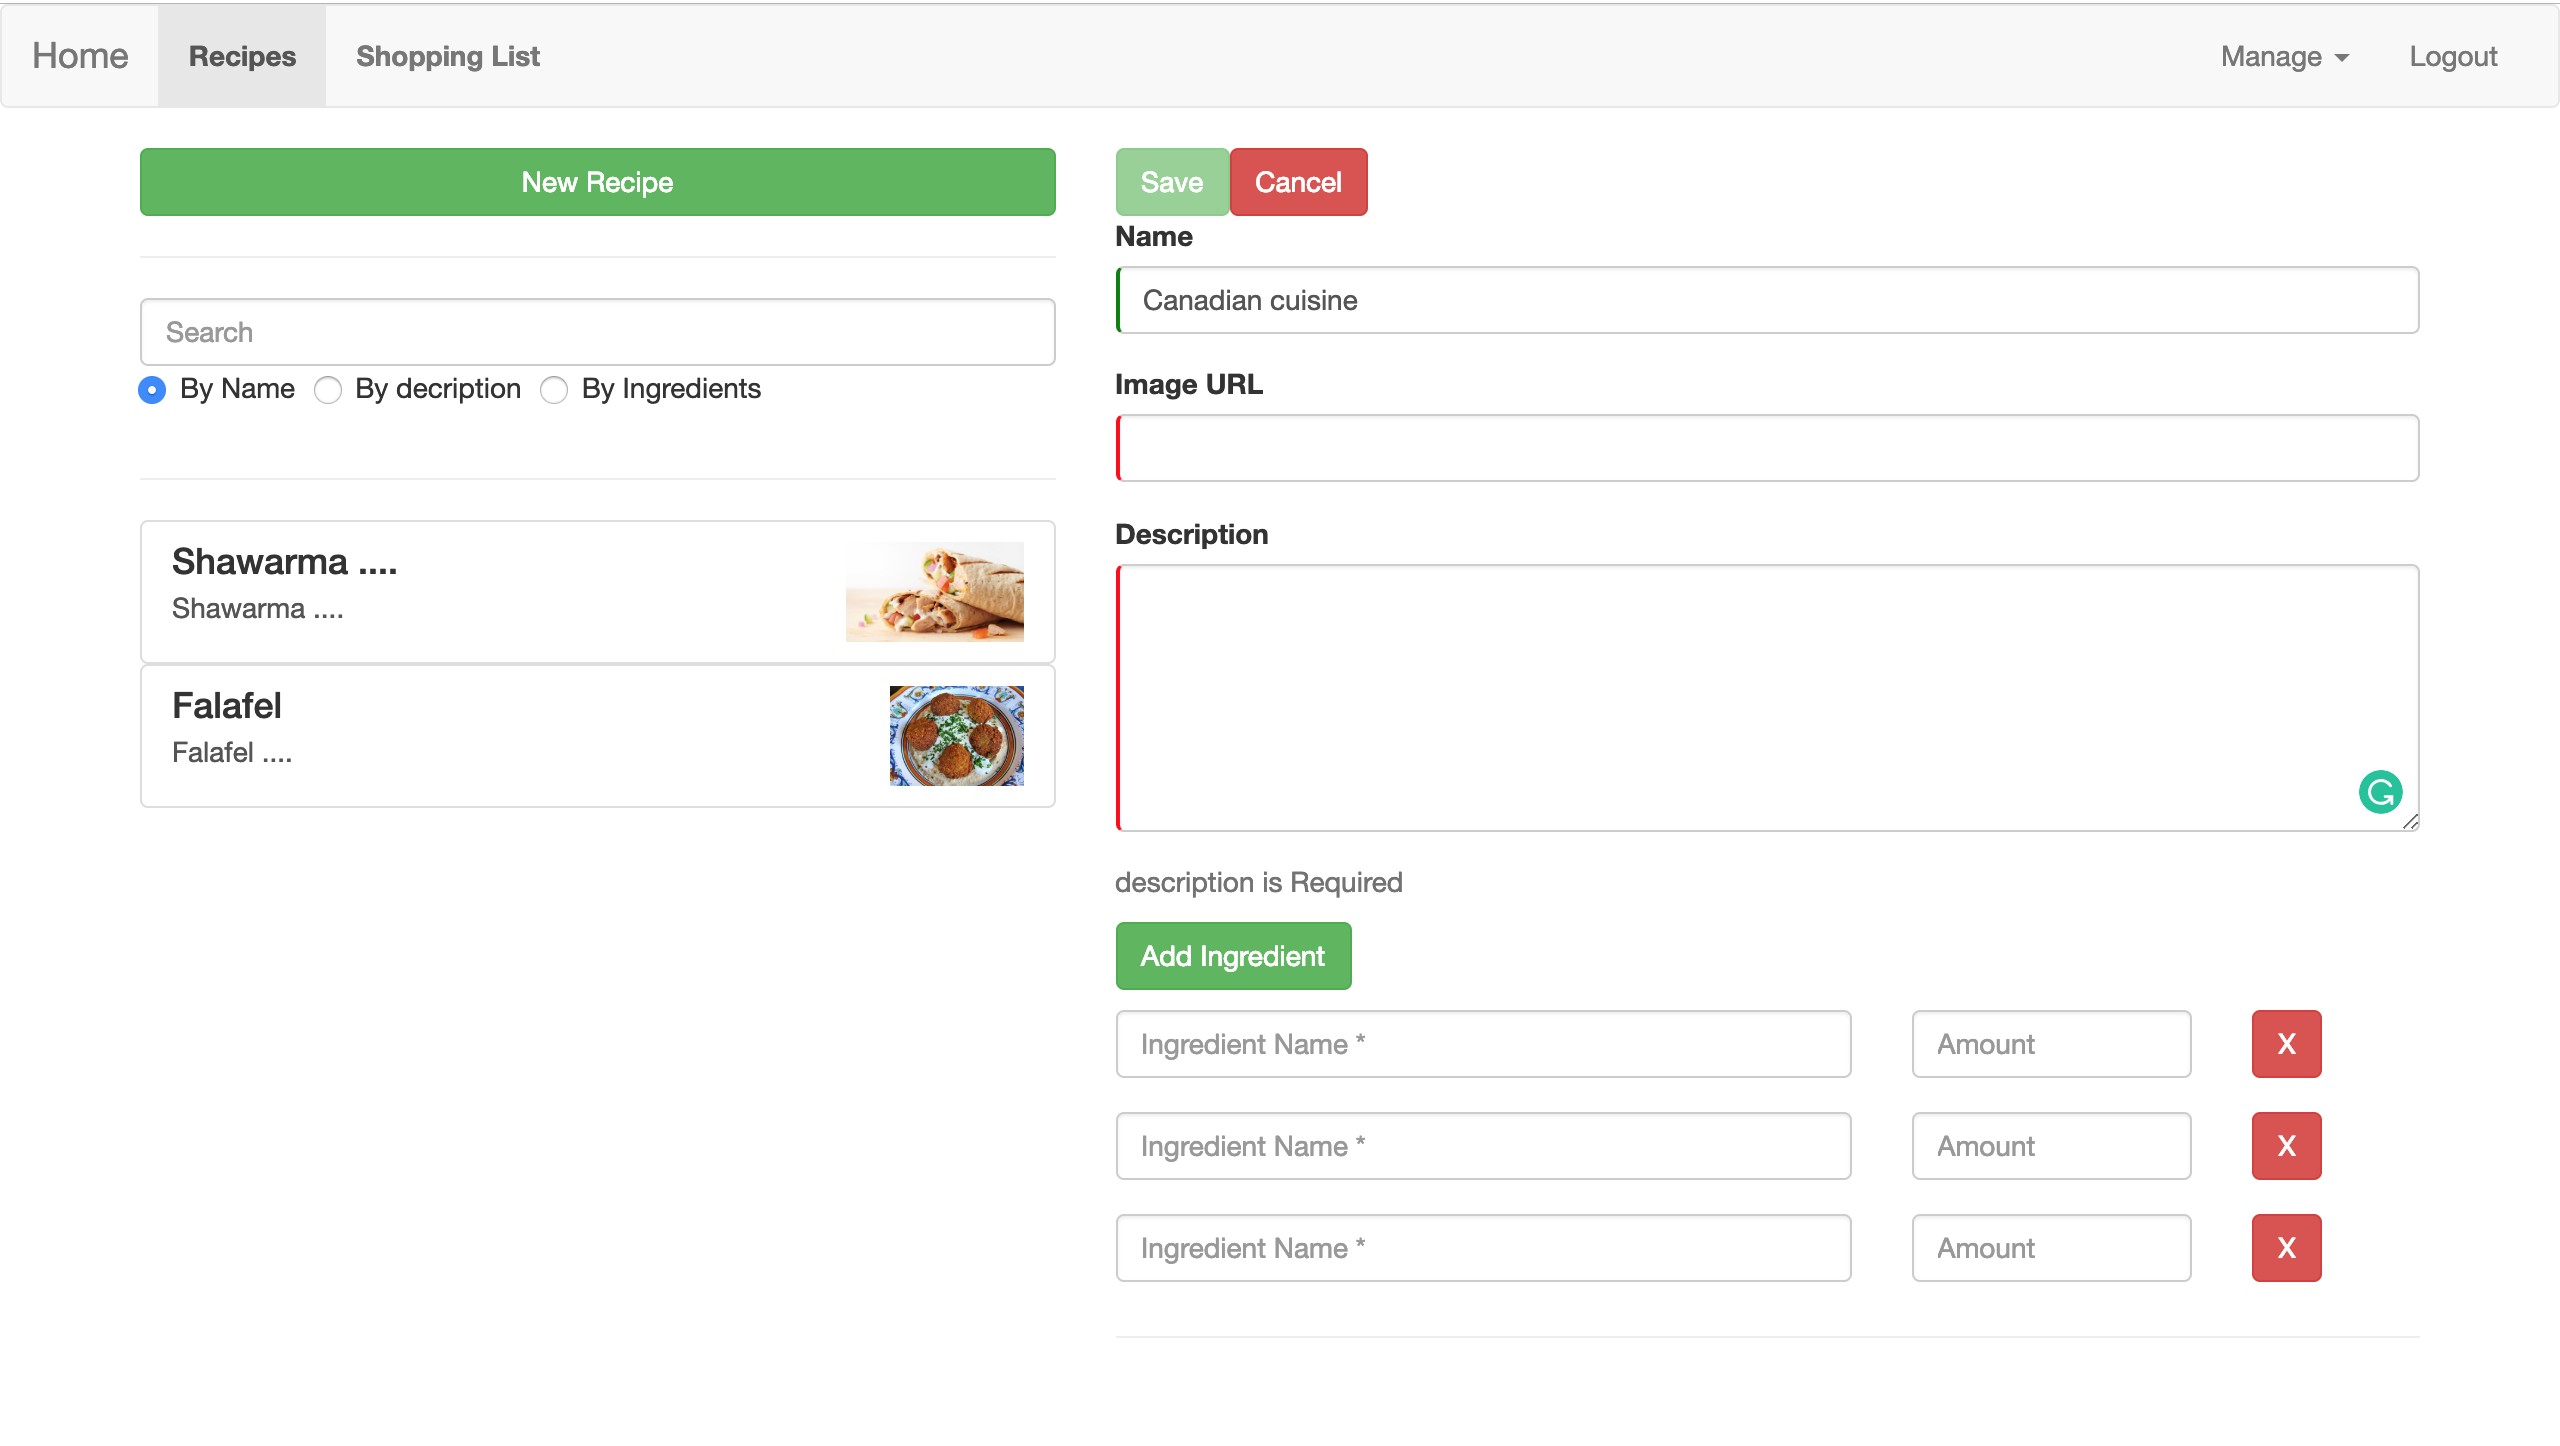 Home Recipes Shopping List Manage Logout
New Recipe
Search
By Name By decription By Ingredients
Shawarma ....
Shawarma ....
Falafel
Falafel ....
Save Cancel
Name
Canadian cuisine
Image URL
Description
description is Required
Add Ingredient
Ingredient Name * Amount X
Ingredient Name * Amount X
Ingredient Name * Amount X